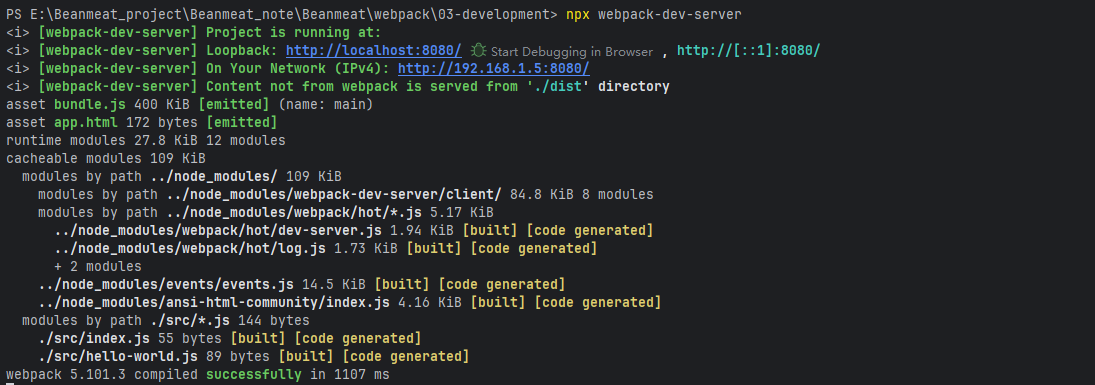 PS E:\Beanmeat_project\Beanmeat_note\Beanmeat\webpack\03-development> npx webpack-dev-server
<i> [webpack-dev-server] Project is running at:
<i> [webpack-dev-server] Loopback: http://localhost:8080/ Start Debugging in Browser , http://[::1]:8080/
<i> [webpack-dev-server] On Your Network (IPv4): http://192.168.1.5:8080/
<i> [webpack-dev-server] Content not from webpack is served from './dist' directory
asset bundle.js 400 KiB [emitted] (name: main)
asset app.html 172 bytes [emitted]
runtime modules 27.8 KiB 12 modules
cacheable modules 109 KiB
  modules by path ../node_modules/ 109 KiB
    modules by path ../node_modules/webpack-dev-server/client/ 84.8 KiB 8 modules
    modules by path ../node_modules/webpack/hot/*.js 5.17 KiB
      ../node_modules/webpack/hot/dev-server.js 1.94 KiB [built] [code generated]
      ../node_modules/webpack/hot/log.js 1.73 KiB [built] [code generated]
      + 2 modules
    ../node_modules/events/events.js 14.5 KiB [built] [code generated]
    ../node_modules/ansi-html-community/index.js 4.16 KiB [built] [code generated]
  modules by path ./src/*.js 144 bytes
    ./src/index.js 55 bytes [built] [code generated]
    ./src/hello-world.js 89 bytes [built] [code generated]
webpack 5.101.3 compiled successfully in 1107 ms